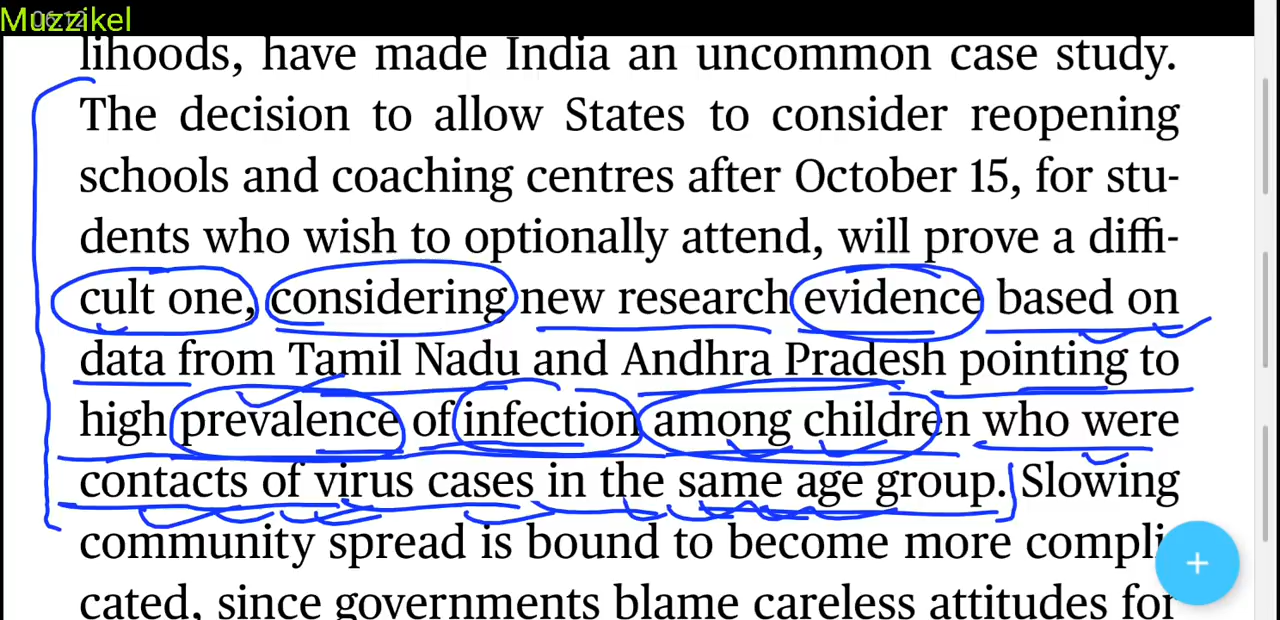 Muzzikel
06:12
lihoods, have made India an uncommon case study.
The decision to allow States to consider reopening
schools and coaching centres after October 15, for stu-
dents who wish to optionally attend, will prove a diffi-
cult one, considering new research evidence based on
data from Tamil Nadu and Andhra Pradesh pointing to
high prevalence of infection among children who were
contacts of virus cases in the same age group. Slowing
community spread is bound to become more compli-
cated, since governments blame careless attitudes for